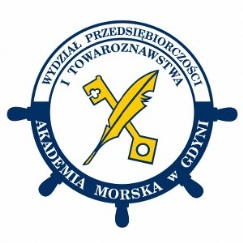 WYDZIAŁ PRZEDSIĘBIORCZOŚCI
I TOWAROZNAWSTWA
AKADEMIA MORSKA w GDYNI